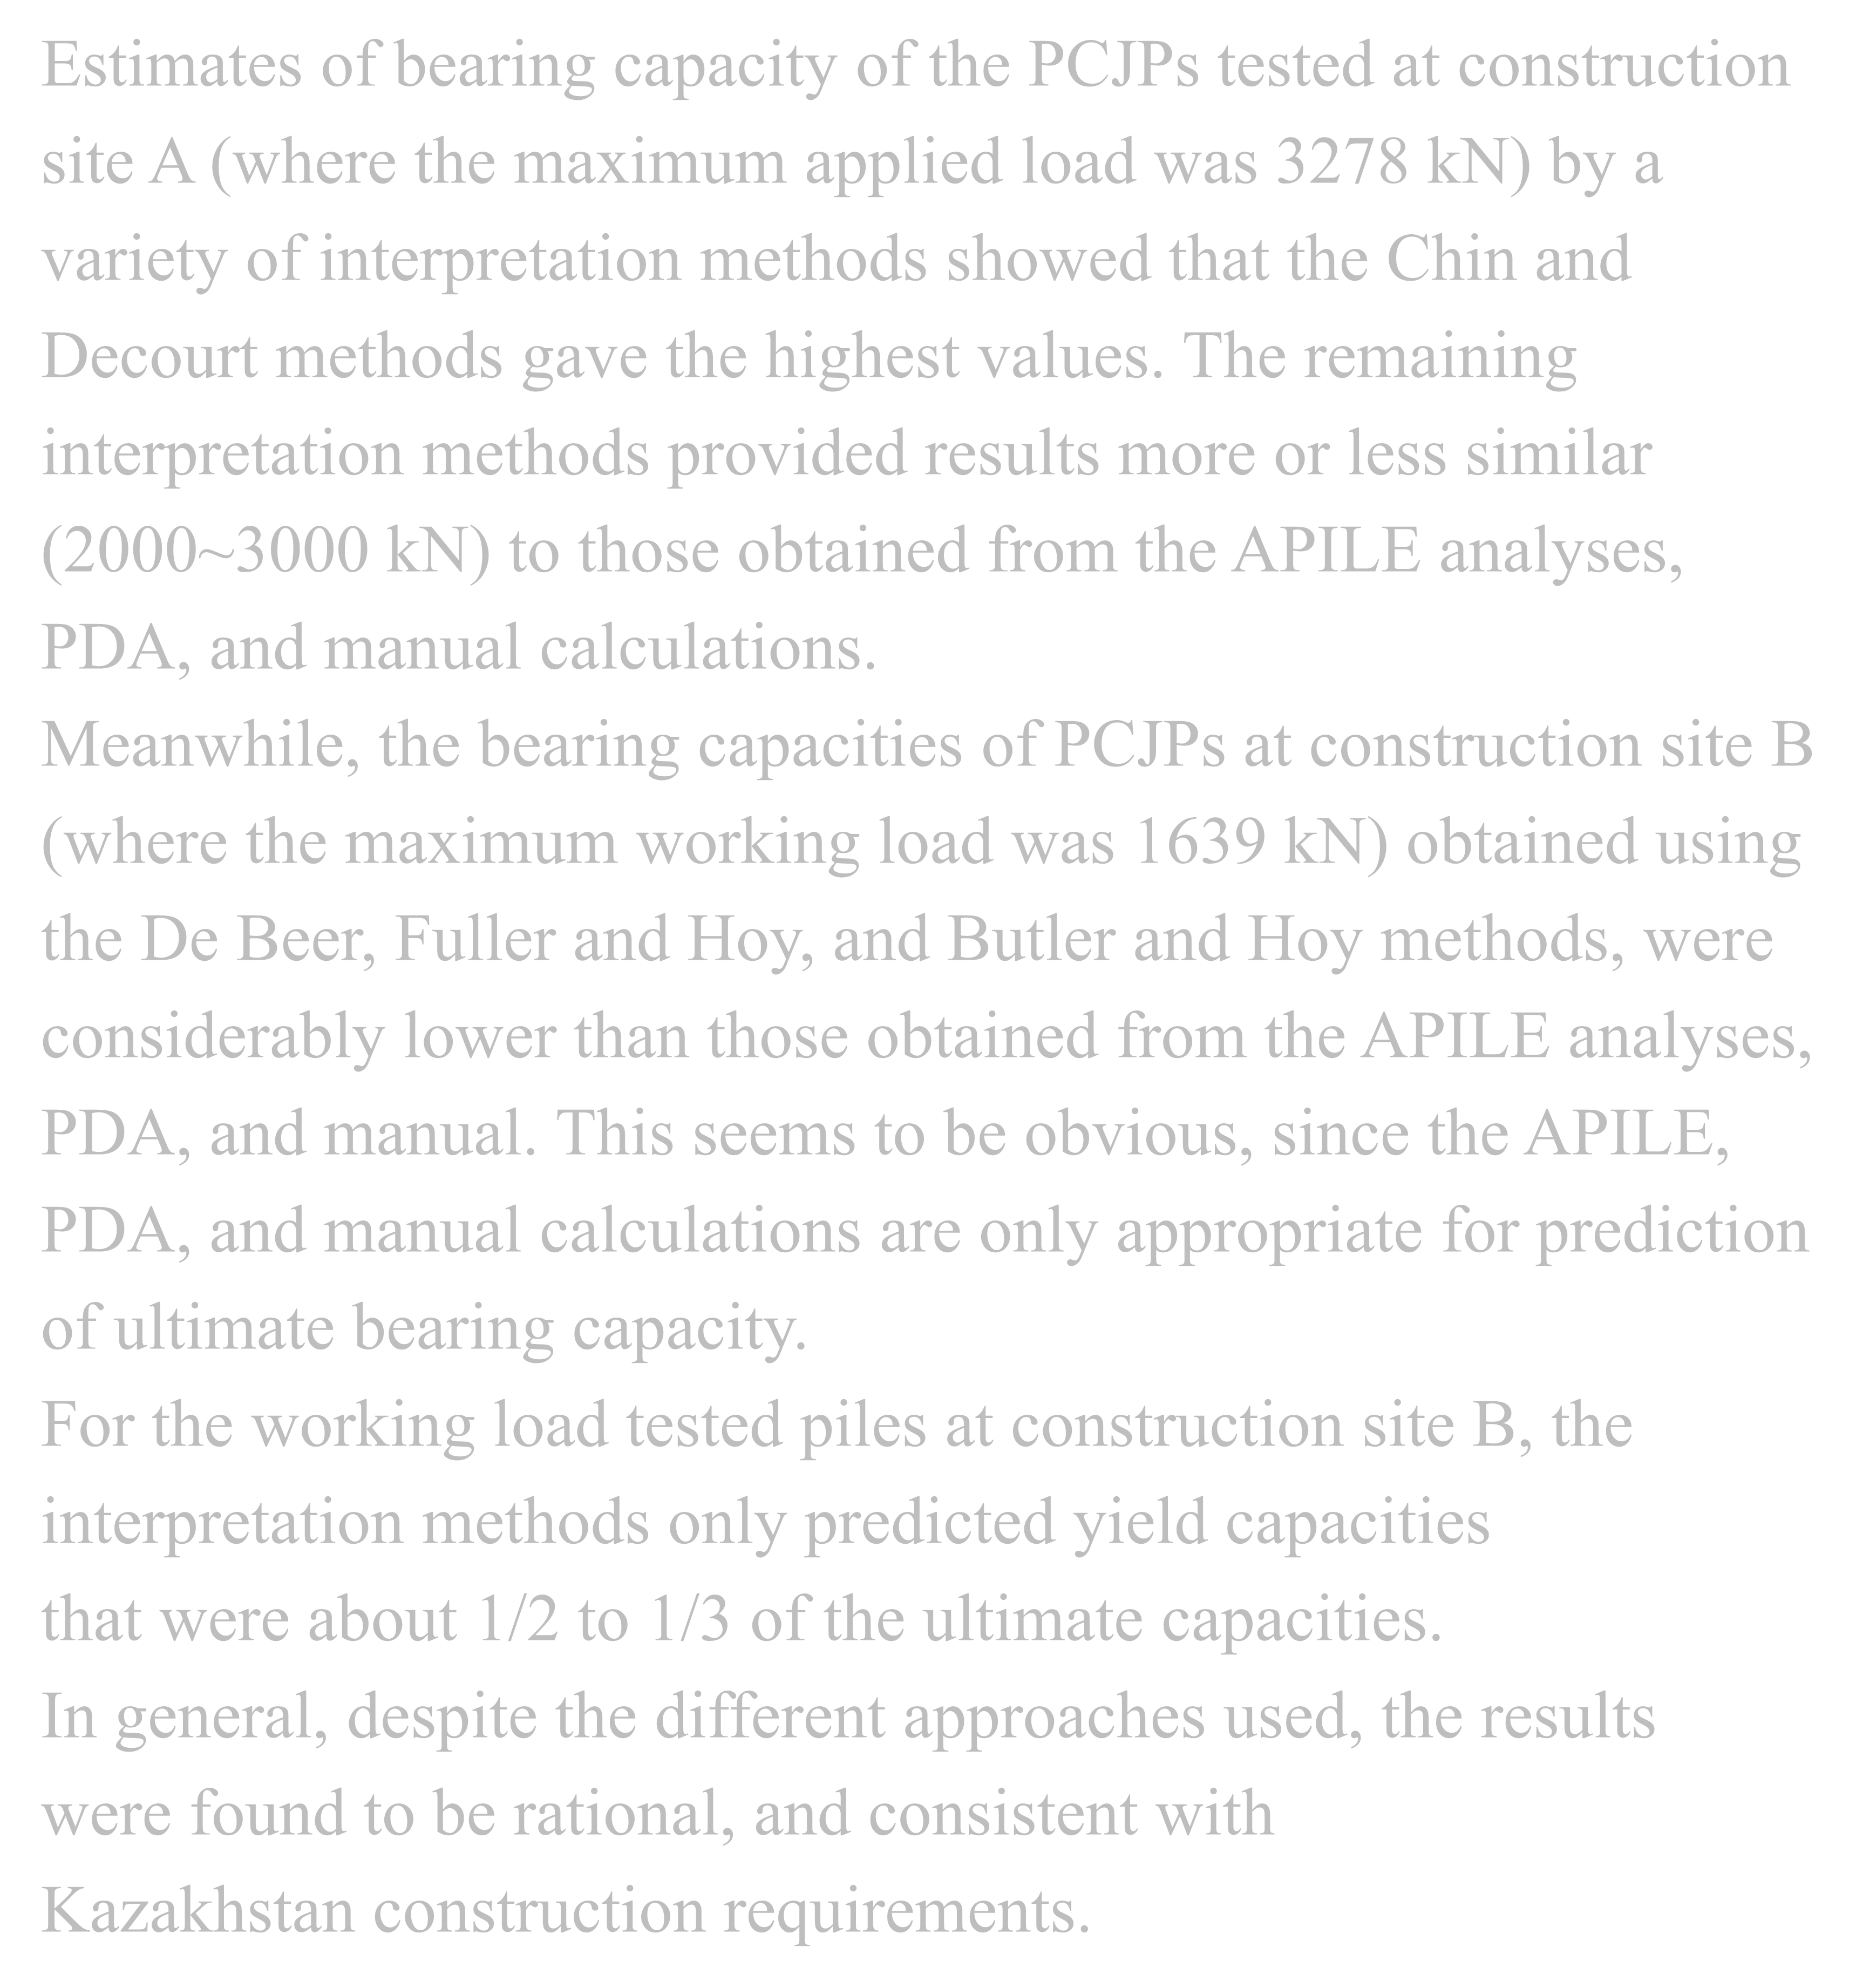 Estimates of bearing capacity of the PCJPs tested at construction
site A (where the maximum applied load was 3278 kN) by a
variety of interpretation methods showed that the Chin and
Decourt methods gave the highest values. The remaining
interpretation methods provided results more or less similar
(2000~3000 kN) to those obtained from the APILE analyses,
PDA, and manual calculations.
Meanwhile, the bearing capacities of PCJPs at construction site B
(where the maximum working load was 1639 kN) obtained using
the De Beer, Fuller and Hoy, and Butler and Hoy methods, were
considerably lower than those obtained from the APILE analyses,
PDA, and manual. This seems to be obvious, since the APILE,
PDA, and manual calculations are only appropriate for prediction
of ultimate bearing capacity.
For the working load tested piles at construction site B, the
interpretation methods only predicted yield capacities
that were about 1/2 to 1/3 of the ultimate capacities.
In general, despite the different approaches used, the results
were found to be rational, and consistent with
Kazakhstan construction requirements.